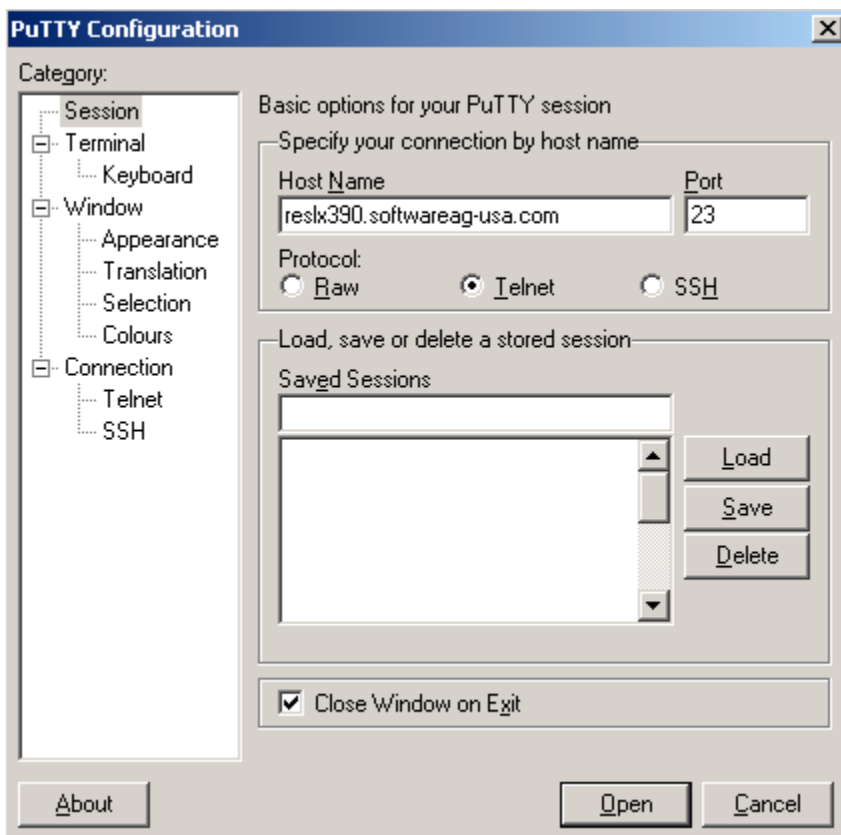 PuTTY Configuration
Category:
Session
Terminal
Keyboard
Window
Appearance
Translation
Selection
Colours
Connection
Telnet
SSH
Basic options for your PuTTY session
Specify your connection by host name
Host Name Port
reslx390.softwareag-usa.com 23
Protocol:
Raw Telnet SSH
Load, save or delete a stored session
Saved Sessions
Load
Save
Delete
Close Window on Exit
About Open Cancel